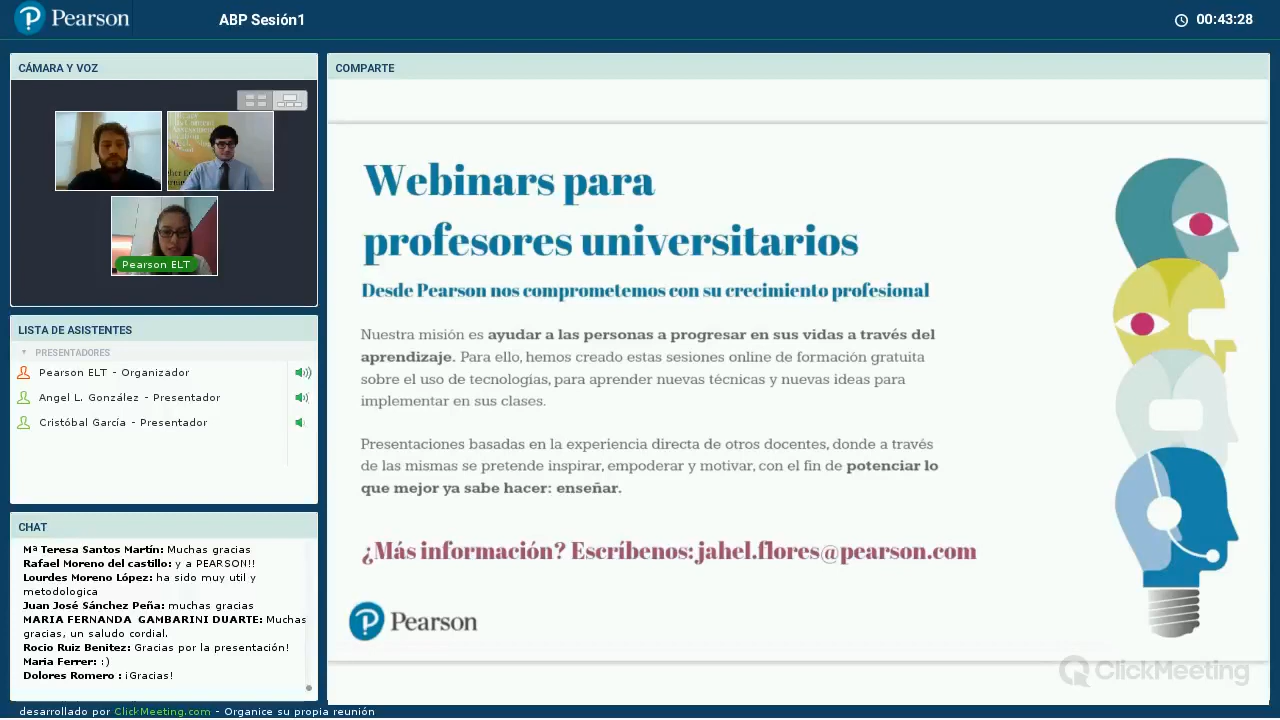 Pearson
ABP Sesión1
00:43:28
CÁMARA Y VOZ
Pearson ELT
LISTA DE ASISTENTES
PRESENTADORES
Pearson ELT - Organizador
Angel L. González - Presentador
Cristóbal García - Presentador
CHAT
Mª Teresa Santos Martín: Muchas gracias
Rafael Moreno del castillo: y a PEARSON!!
Lourdes Moreno López: ha sido muy util y
metodologica
Juan José Sánchez Peña: muchas gracias
MARIA FERNANDA GAMBARINI DUARTE: Muchas
gracias, un saludo cordial.
Rocio Ruiz Benitez: Gracias por la presentación!
Maria Ferrer: :)
Dolores Romero : ¡Gracias!
desarrollado por ClickMeeting.com - Organice su propia reunión
COMPARTE
Webinars para
profesores universitarios
Desde Pearson nos comprometemos con su crecimiento profesional
Nuestra misión es ayudar a las personas a progresar en sus vidas a través del
aprendizaje. Para ello, hemos creado estas sesiones online de formación gratuita
sobre el uso de tecnologías, para aprender nuevas técnicas y nuevas ideas para
implementar en sus clases.
Presentaciones basadas en la experiencia directa de otros docentes, donde a través
de las mismas se pretende inspirar, empoderar y motivar, con el fin de potenciar lo
que mejor ya sabe hacer: enseñar.
¿Más información? Escríbenos: jahel.flores@pearson.com
Pearson
ClickMeeting